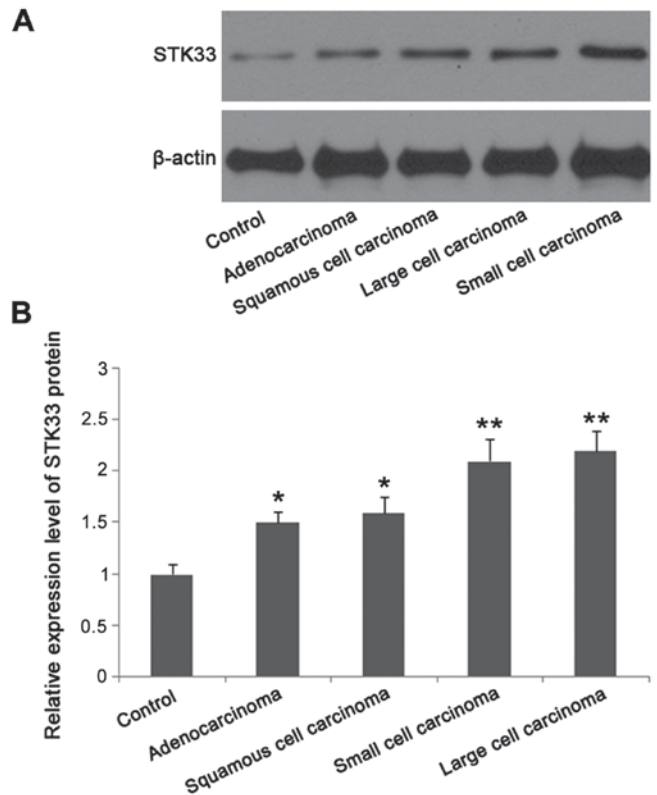 A
STK33
β-actin
Control
Adenocarcinoma
Squamous cell carcinoma
Large cell carcinoma
Small cell carcinoma
B
Relative expression level of STK33 protein
3
2.5
2
1.5
1
0.5
0
*
*
**
**
Control
Adenocarcinoma
Squamous cell carcinoma
Small cell carcinoma
Large cell carcinoma